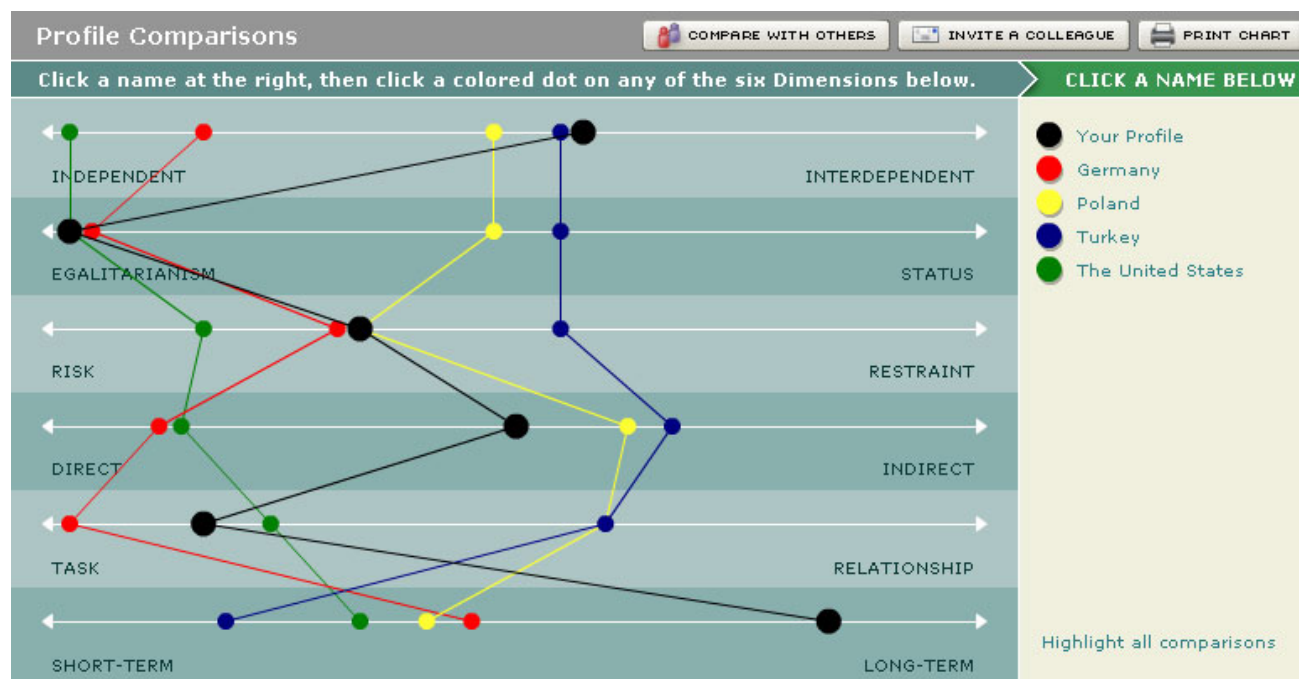 Profile Comparisons
COMPARE WITH OTHERS
INVITE A COLLEAGUE
PRINT CHART
Click a name at the right, then click a colored dot on any of the six Dimensions below.
CLICK A NAME BELOW
INDEPENDENT
INTERDEPENDENT
EGALITARIANISM
STATUS
RISK
RESTRAINT
DIRECT
INDIRECT
TASK
RELATIONSHIP
SHORT-TERM
LONG-TERM
Your Profile
Germany
Poland
Turkey
The United States
Highlight all comparisons